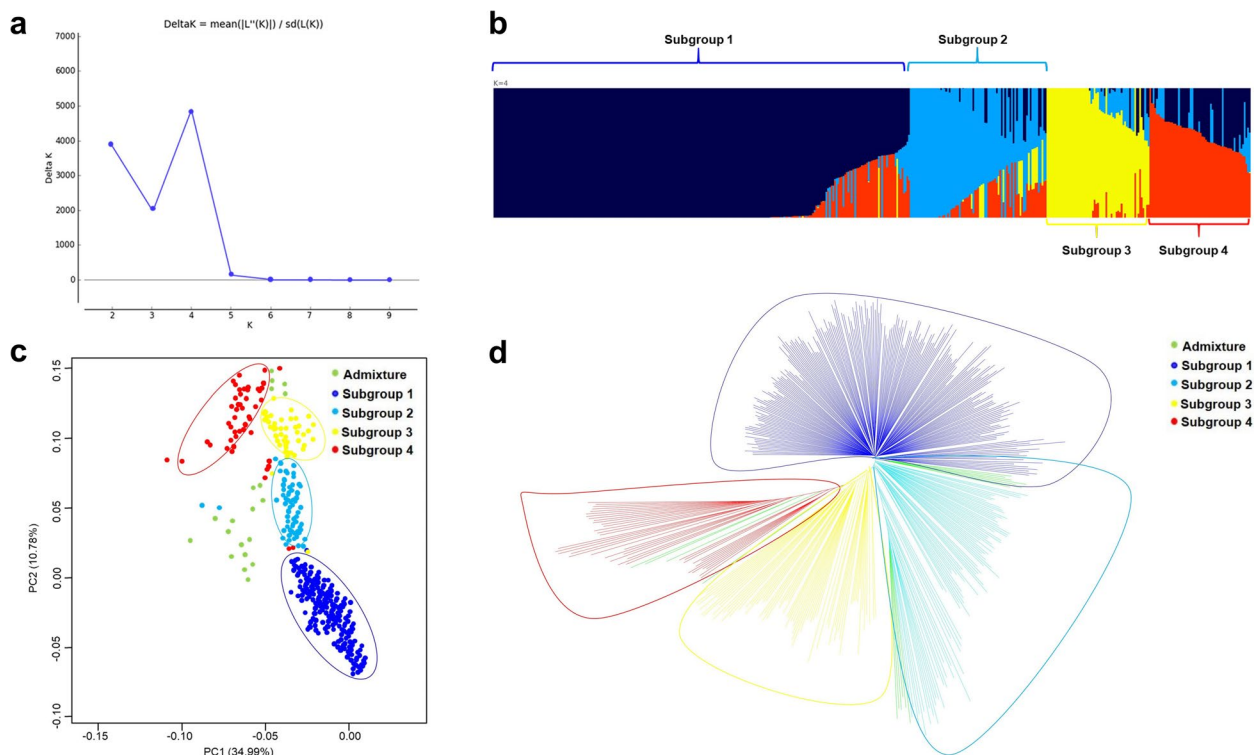 a
DeltaK = mean(|L''(K)|) / sd(L(K))
7000
6000
5000
4000
3000
2000
1000
0
Delta K
2 3 4 5 6 7 8 9
K
b
Subgroup 1
Subgroup 2
K=4
Subgroup 3
Subgroup 4
c
0.15
0.10
0.05
0.00
-0.05
-0.10
PC2 (10.78%)
Admixture
Subgroup 1
Subgroup 2
Subgroup 3
Subgroup 4
-0.15 -0.10 -0.05 0.00
PC1 (34.99%)
d
Admixture
Subgroup 1
Subgroup 2
Subgroup 3
Subgroup 4